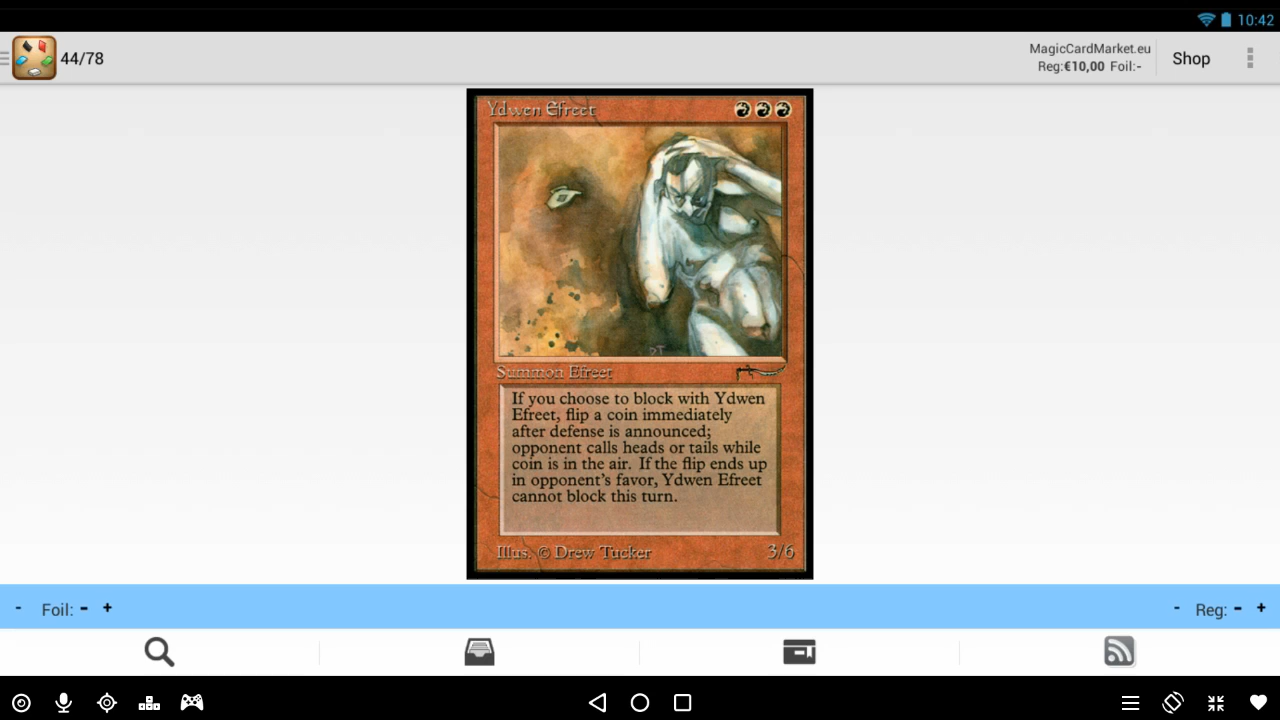 10:42
44/78
MagicCardMarket.eu
Reg:€10,00 Foil:-
Shop
Ydwen Efreet
DT
Summon Efreet
If you choose to block with Ydwen
Efreet, flip a coin immediately
after defense is announced;
opponent calls heads or tails while
coin is in the air. If the flip ends up
in opponent's favor, Ydwen Efreet
cannot block this turn.
Illus. © Drew Tucker
3/6
- Foil: - +
- Reg: - +